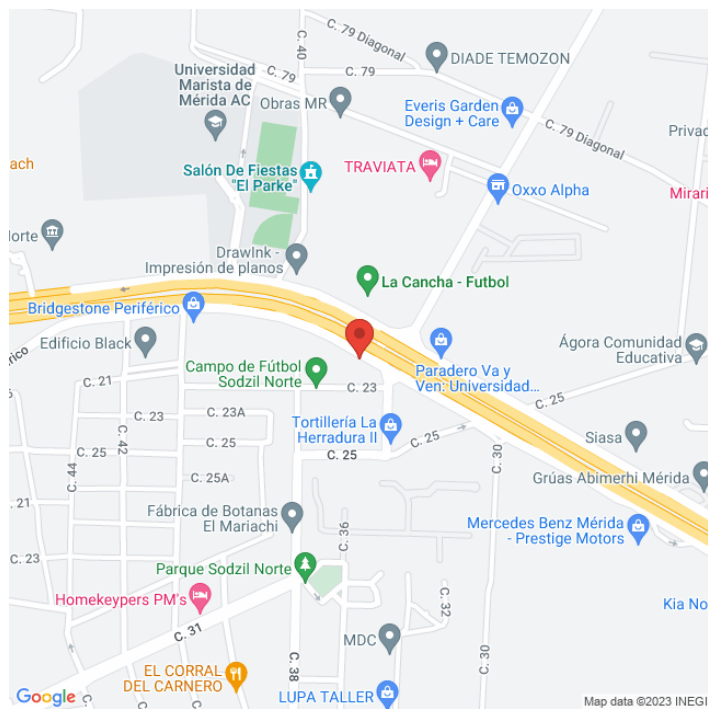 C. 79 Diagonal
C. 40
DIADE TEMOZON
Universidad
Marista de
Mérida AC
C. 79
C. 79
Obras MR
Everis Garden
Design + Care
C. 79 Diagonal
Privad
ach
TRAVIATA
Salón De Fiestas
"El Parke"
Oxxo Alpha
Mirari
Norte
DrawInk -
Impresión de planos
La Cancha - Futbol
Bridgestone Periférico
Edificio Black
Paradero Va y
Ven: Universidad...
Ágora Comunidad
Educativa
érico
Campo de Fútbol
Sodzil Norte
C. 21
C. 23
C. 25
C. 23
C. 23A
Tortillería La
Herradura II
C. 42
C. 44
C. 25
C. 25
C. 25
C. 25
C. 30
Siasa
C. 25A
Grúas Abimerhi Mérida
C. 21
Fábrica de Botanas
El Mariachi
C. 36
Mercedes Benz Mérida
- Prestige Motors
C. 23
Parque Sodzil Norte
Homekeypers PM's
C. 32
Kia No
C. 31
MDC
C. 30
C. 38
EL CORRAL
DEL CARNERO
LUPA TALLER
Google
Map data ©2023 INEGI